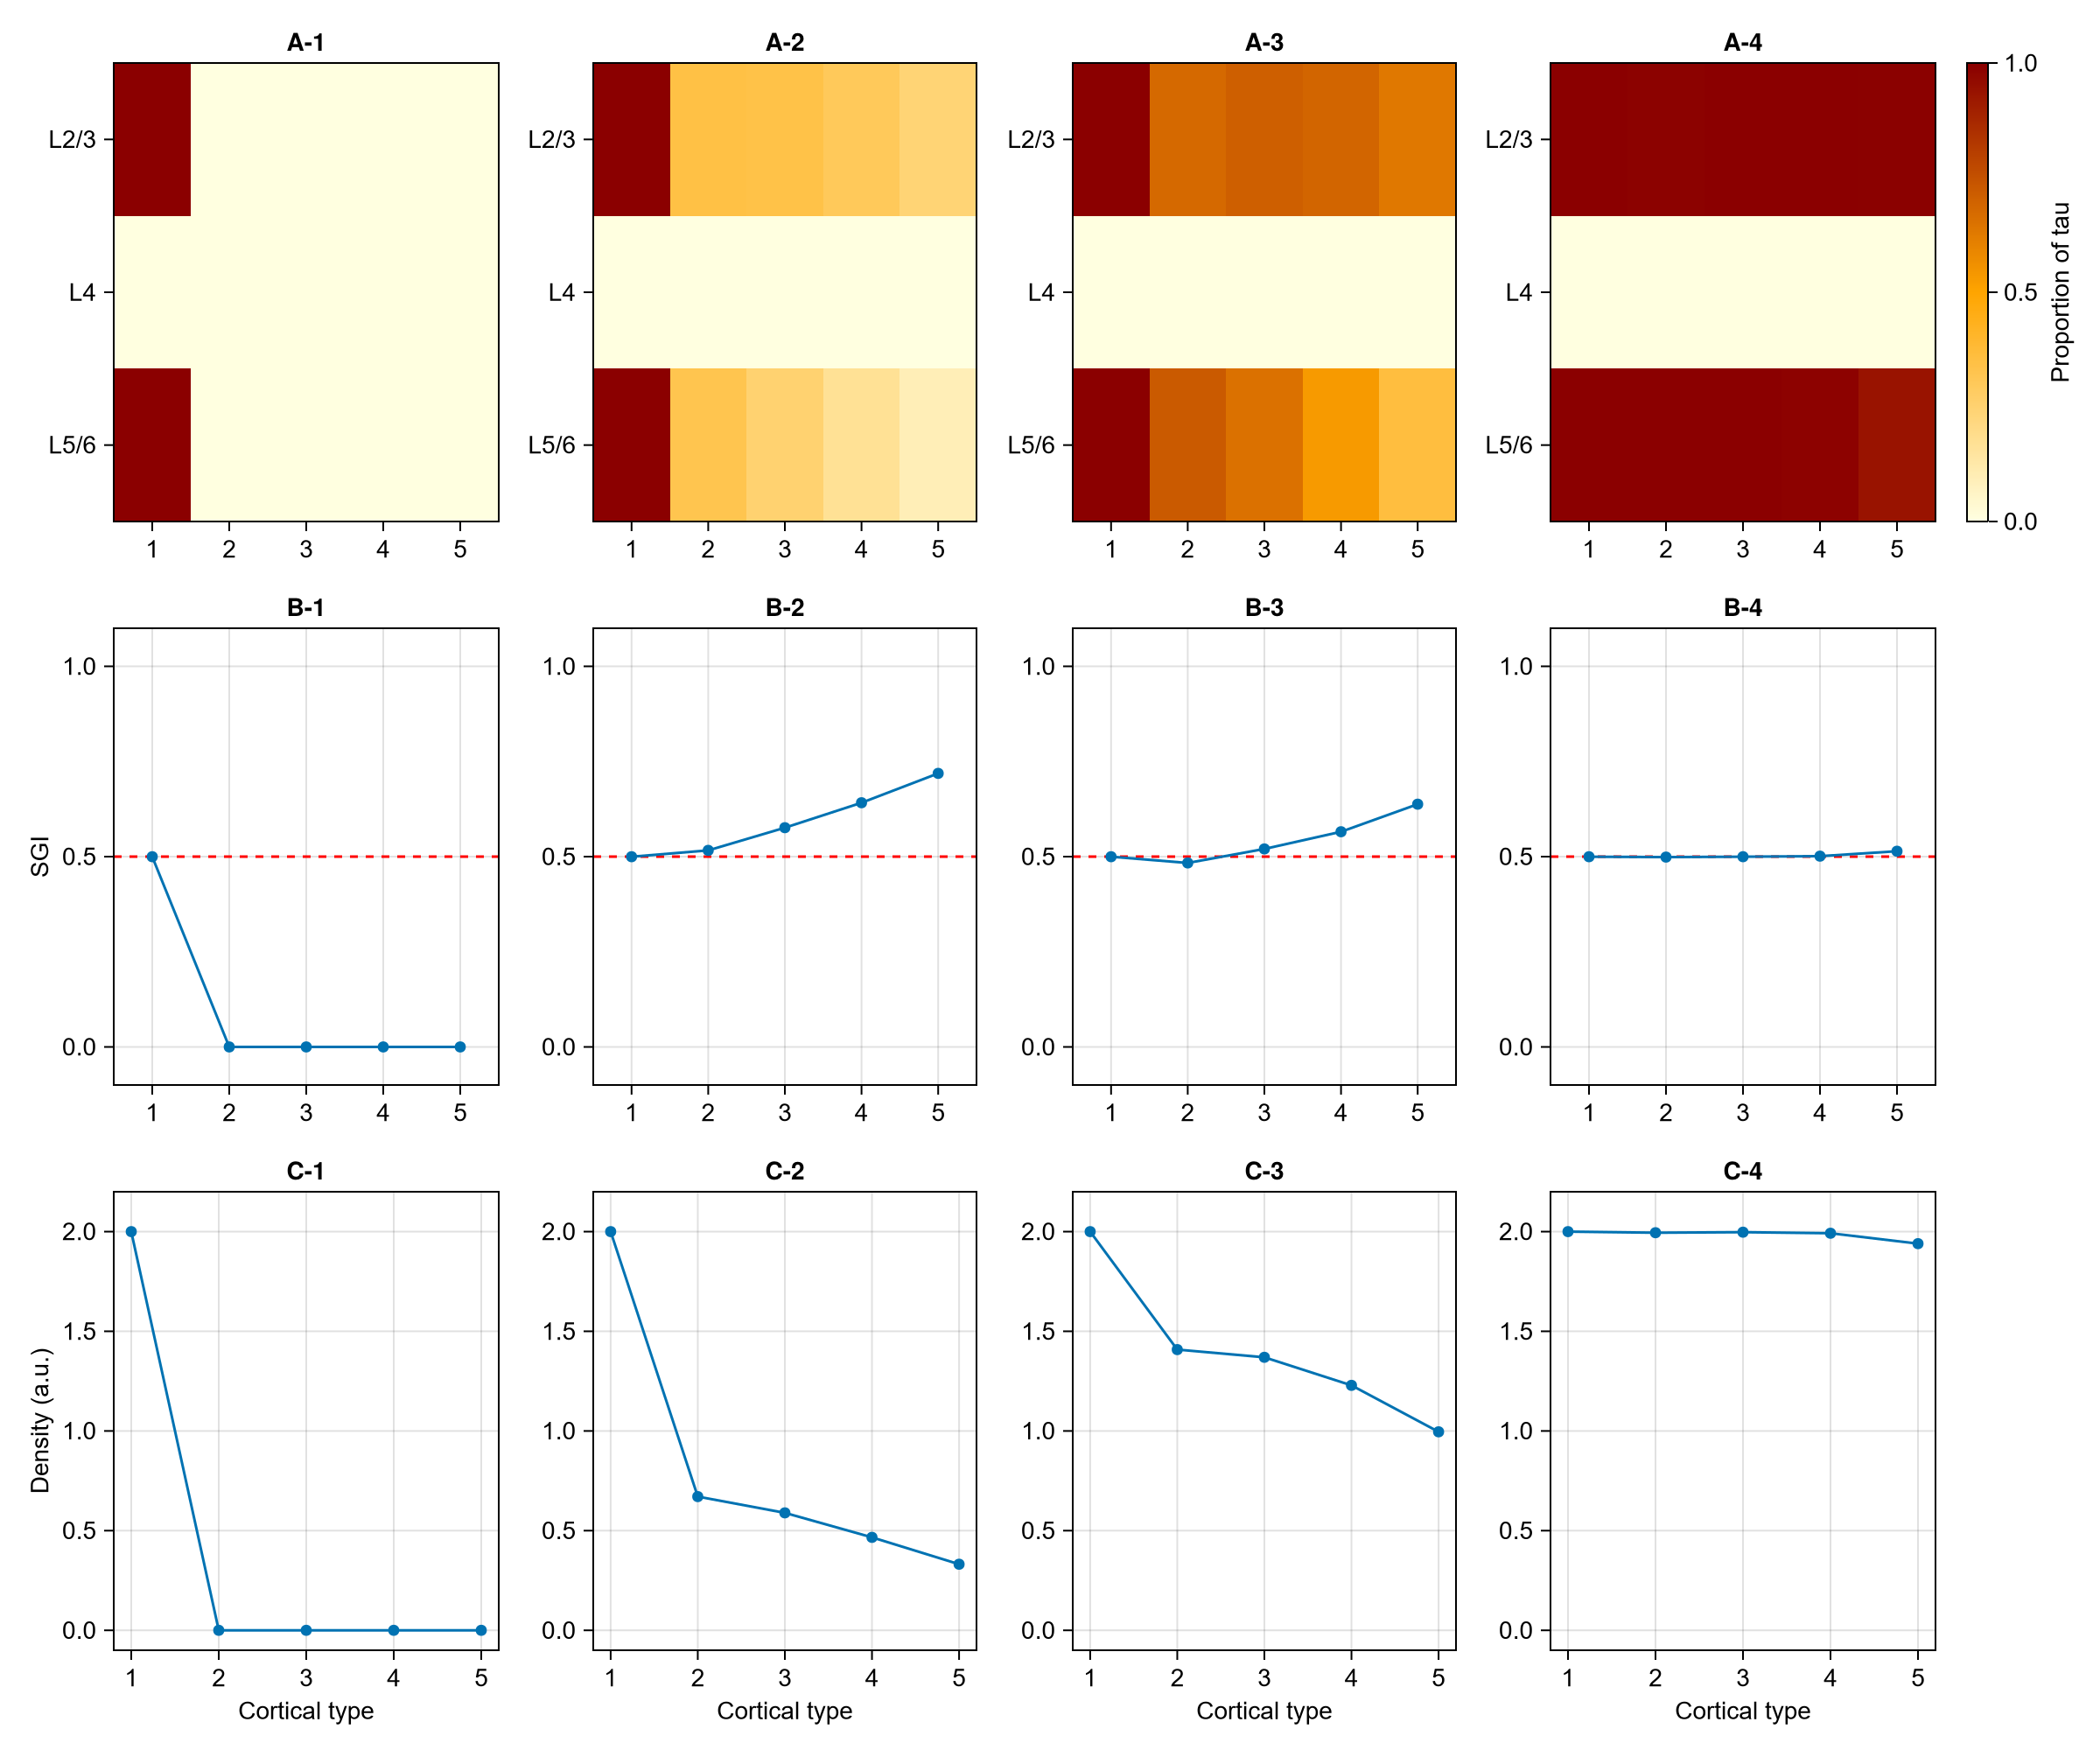 A-1 A-2 A-3 A-4
L2/3 L2/3 L2/3 L2/3 1.0
L4 L4 L4 L4 0.5
L5/6 L5/6 L5/6 L5/6 0.0
Proportion of tau
1 2 3 4 5 1 2 3 4 5 1 2 3 4 5 1 2 3 4 5
B-1 B-2 B-3 B-4
1.0 1.0 1.0 1.0
SGI
0.5 0.5 0.5 0.5
0.0 0.0 0.0 0.0
1 2 3 4 5 1 2 3 4 5 1 2 3 4 5 1 2 3 4 5
C-1 C-2 C-3 C-4
2.0 2.0 2.0 2.0
1.5 1.5 1.5 1.5
Density (a.u.)
1.0 1.0 1.0 1.0
0.5 0.5 0.5 0.5
0.0 0.0 0.0 0.0
1 2 3 4 5 1 2 3 4 5 1 2 3 4 5 1 2 3 4 5
Cortical type Cortical type Cortical type Cortical type